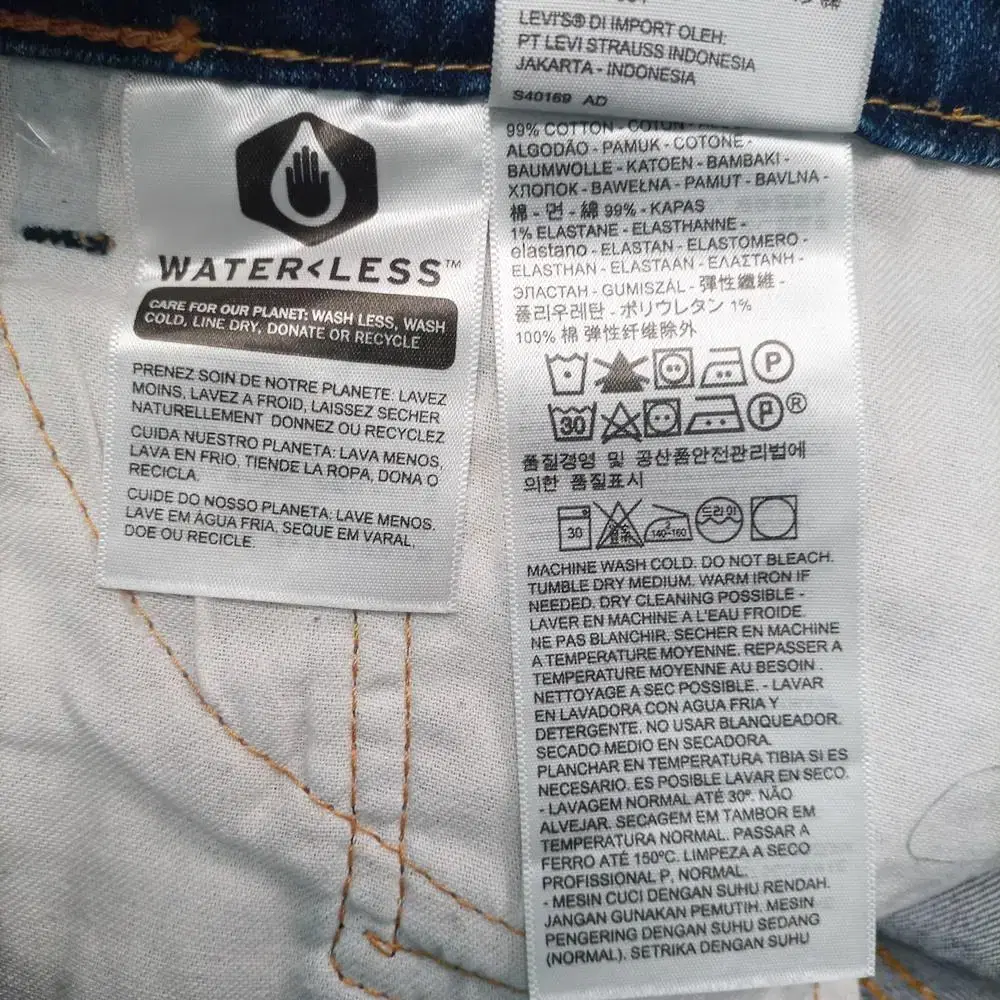 WATER<LESS™
CARE FOR OUR PLANET: WASH LESS, WASH
COLD, LINE DRY, DONATE OR RECYCLE
PRENEZ SOIN DE NOTRE PLANETE: LAVEZ
MOINS, LAVEZ A FROID, LAISSEZ SECHER
NATURELLEMENT DONNEZ OU RECYCLEZ
CUIDA NUESTRO PLANETA: LAVA MENOS,
LAVA EN FRIO, TIENDE LA ROPA, DONA O
RECICLA.
CUIDE DO NOSSO PLANETA: LAVE MENOS.
LAVE EM ÁGUA FRIA, SEQUE EM VARAL,
DOE OU RECICLE.
LEVI'S® DI IMPORT OLEH:
PT LEVI STRAUSS INDONESIA
JAKARTA - INDONESIA
S40169 AD
99% COTTON - COTON -
ALGODÃO - PAMUK - COTONE -
BAUMWOLLE - KATOEN - BAMBAKI -
ХЛОПОК - BAWEŁNA - PAMUT - BAVLNA -
棉 - 면 - 綿 99% - KAPAS
1% ELASTANE - ELASTHANNE -
elastano - ELASTAN - ELASTOMERO -
ELASTHAN - ELASTAAN - ΕΛΑΣΤΑΝΗ -
ЭЛАСТАН - GUMISZÁL - 彈性纖維 -
폴리우레탄 - ポリウレタン 1%
100% 棉 弹性纤维除外
P
30 P ®
품질경영 및 공산품안전관리법에
의한 품질표시
30 염소 2 140~160 드라이
MACHINE WASH COLD. DO NOT BLEACH.
TUMBLE DRY MEDIUM. WARM IRON IF
NEEDED. DRY CLEANING POSSIBLE -
LAVER EN MACHINE A L'EAU FROIDE.
NE PAS BLANCHIR. SECHER EN MACHINE
A TEMPERATURE MOYENNE. REPASSER A
TEMPERATURE MOYENNE AU BESOIN.
NETTOYAGE A SEC POSSIBLE. - LAVAR
EN LAVADORA CON AGUA FRIA Y
DETERGENTE. NO USAR BLANQUEADOR.
SECADO MEDIO EN SECADORA.
PLANCHAR EN TEMPERATURA TIBIA SI ES
NECESARIO. ES POSIBLE LAVAR EN SECO.
- LAVAGEM NORMAL ATÉ 30º. NÃO
ALVEJAR. SECAGEM EM TAMBOR EM
TEMPERATURA NORMAL. PASSAR A
FERRO ATÉ 150ºC. LIMPEZA A SECO
PROFISSIONAL P, NORMAL.
- MESIN CUCI DENGAN SUHU RENDAH.
JANGAN GUNAKAN PEMUTIH. MESIN
PENGERING DENGAN SUHU SEDANG
(NORMAL). SETRIKA DENGAN SUHU